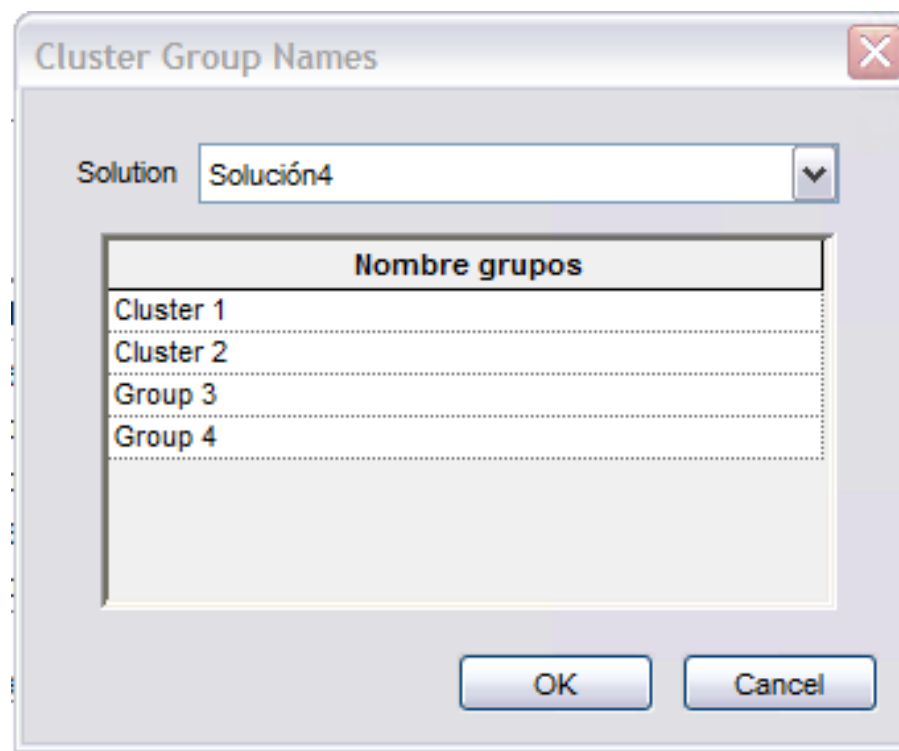 Cluster Group Names
Solution Solución4
Nombre grupos
Cluster 1
Cluster 2
Group 3
Group 4
OK Cancel